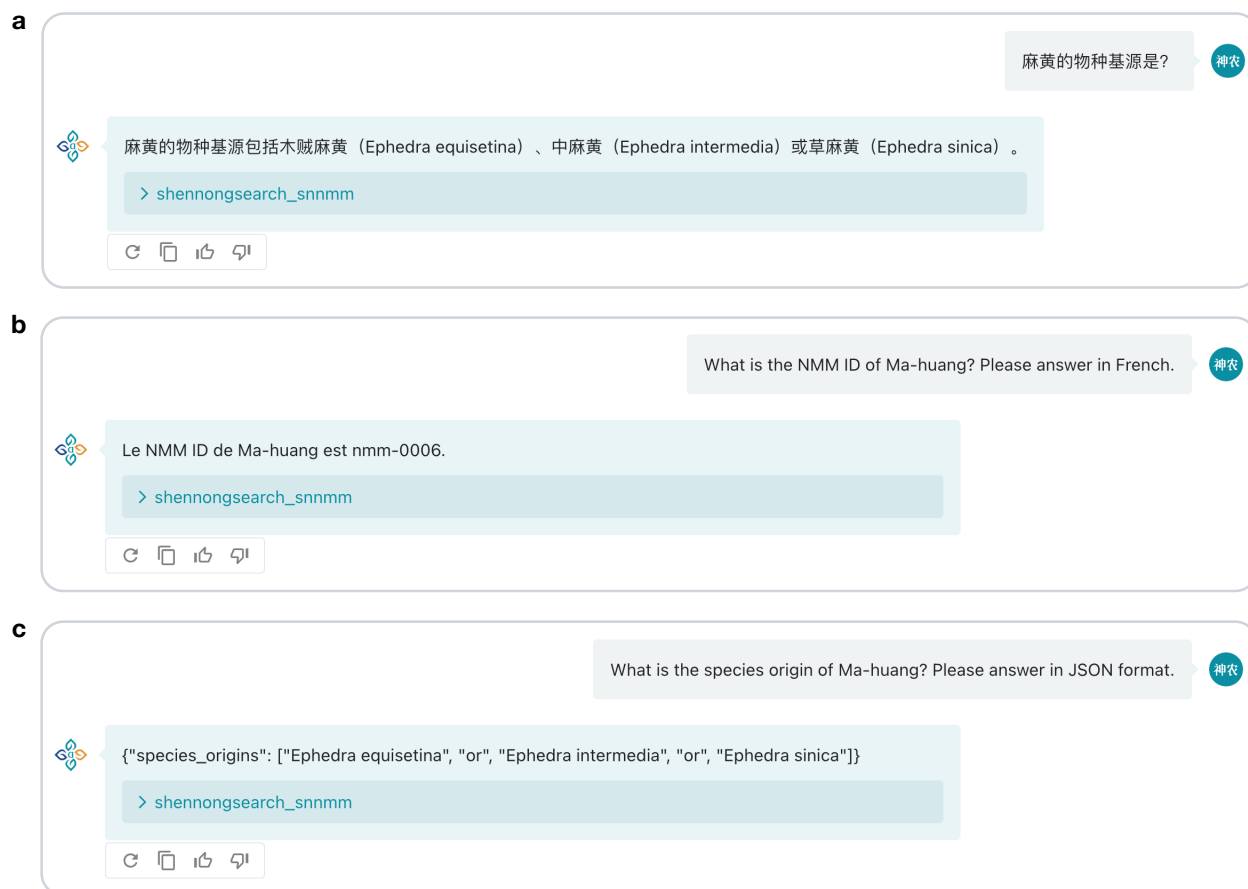 a
麻黄的物种基源是?
神农
麻黄的物种基源包括木贼麻黄（Ephedra equisetina）、中麻黄（Ephedra intermedia）或草麻黄（Ephedra sinica）。
> shennongsearch_snnmm
b
What is the NMM ID of Ma-huang? Please answer in French.
神农
Le NMM ID de Ma-huang est nmm-0006.
> shennongsearch_snnmm
c
What is the species origin of Ma-huang? Please answer in JSON format.
神农
{"species_origins": ["Ephedra equisetina", "or", "Ephedra intermedia", "or", "Ephedra sinica"]}
> shennongsearch_snnmm